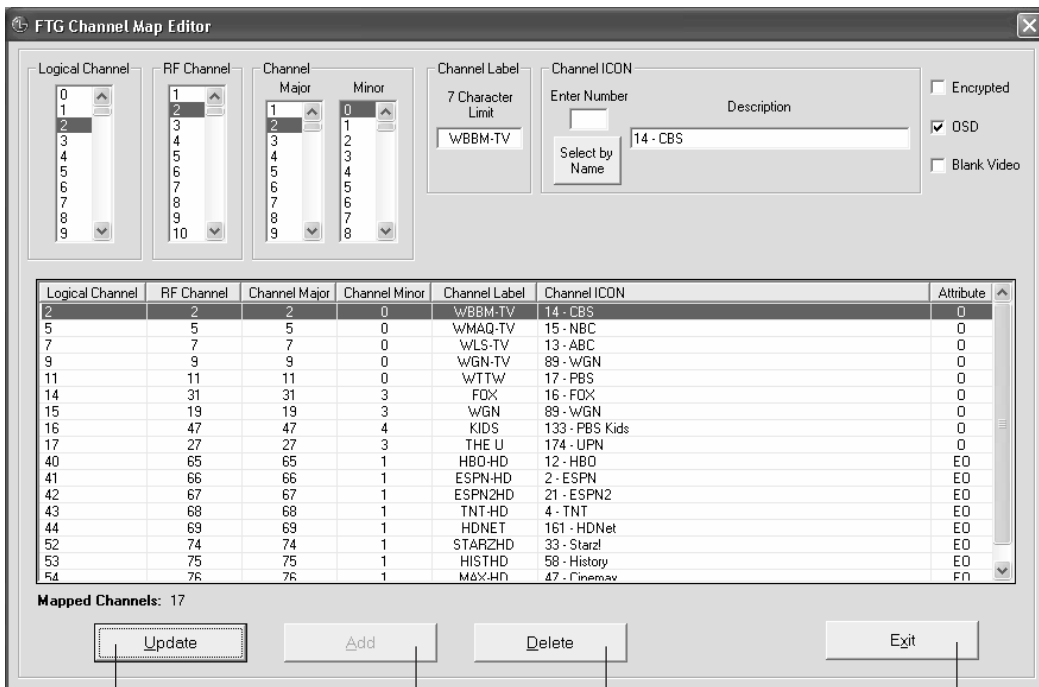 FTG Channel Map Editor
Logical Channel
0
1
2
3
4
5
6
7
8
9
RF Channel
1
2
3
4
5
6
7
8
9
10
Channel
Major
1
2
3
4
5
6
7
8
9
Minor
0
1
2
3
4
5
6
7
8
Channel Label
7 Character
Limit
WBBM-TV
Channel ICON
Enter Number
Select by
Name
Description
14 - CBS
Encrypted
OSD
Blank Video
Logical Channel RF Channel Channel Major Channel Minor Channel Label Channel ICON Attribute
2 2 2 0 WBBM-TV 14 - CBS O
5 5 5 0 WMAQ-TV 15 - NBC O
7 7 7 0 WLS-TV 13 - ABC O
9 9 9 0 WGN-TV 89 - WGN O
11 11 11 0 WTTW 17 - PBS O
14 31 31 3 FOX 16 - FOX O
15 19 19 3 WGN 89 - WGN O
16 47 47 4 KIDS 133 - PBS Kids O
17 27 27 3 THE U 174 - UPN O
40 65 65 1 HBO-HD 12 - HBO EO
41 66 66 1 ESPN-HD 2 - ESPN EO
42 67 67 1 ESPN2HD 21 - ESPN2 EO
43 68 68 1 TNT-HD 4 - TNT EO
44 69 69 1 HDNET 161 - HDNet EO
52 74 74 1 STARZHD 33 - Starz! EO
53 75 75 1 HISTHD 58 - History EO
54 76 76 1 MAX-HD 47 - Cinemax EO
Mapped Channels: 17
Update
Add
Delete
Exit